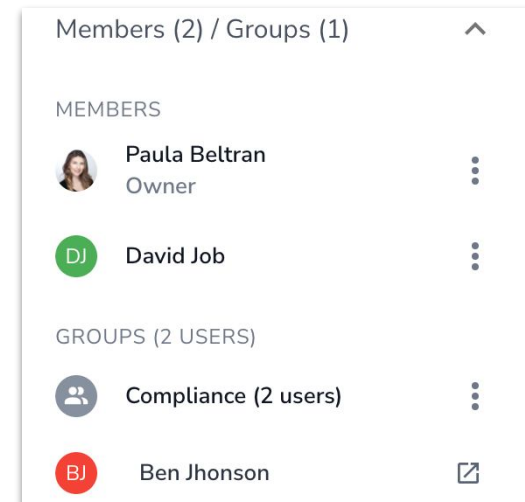 Members (2) / Groups (1)
MEMBERS
Paula Beltran
Owner
DJ
David Job
GROUPS (2 USERS)
Compliance (2 users)
BJ
Ben Jhonson